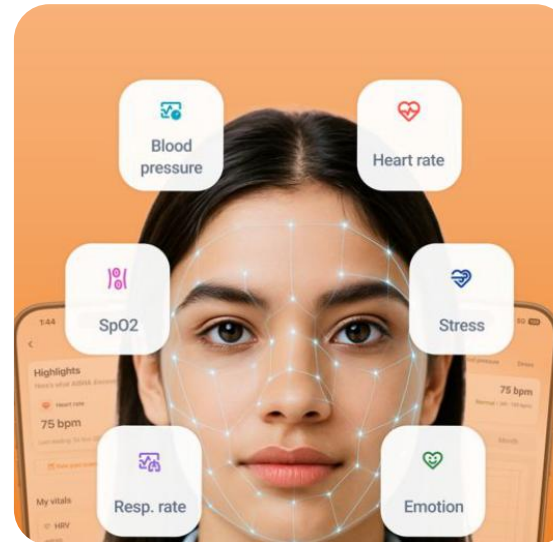 Blood
pressure
Heart rate
SpO2
Stress
1:44
5G
Highlights
Heart rate
75 bpm
75 bpm
Month
Resp. rate
Emotion
My vitals
HRV